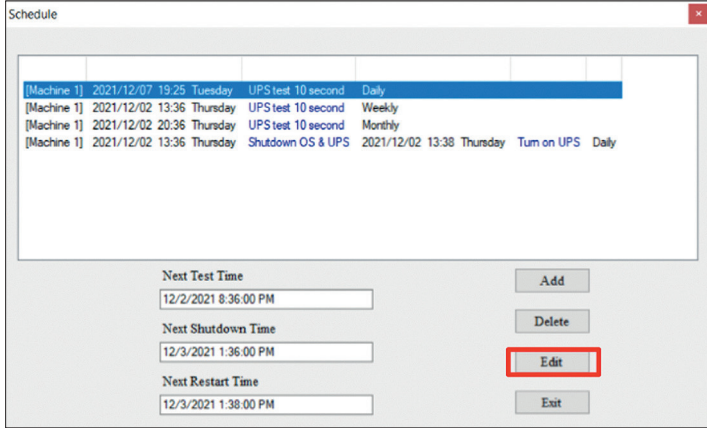 Schedule
[Machine 1] 2021/12/07 19:25 Tuesday UPS test 10 second Daily
[Machine 1] 2021/12/02 13:36 Thursday UPS test 10 second Weekly
[Machine 1] 2021/12/02 20:36 Thursday UPS test 10 second Monthly
[Machine 1] 2021/12/02 13:36 Thursday Shutdown OS & UPS 2021/12/02 13:38 Thursday Turn on UPS Daily
Next Test Time
12/2/2021 8:36:00 PM
Next Shutdown Time
12/3/2021 1:36:00 PM
Next Restart Time
12/3/2021 1:38:00 PM
Add
Delete
Edit
Exit